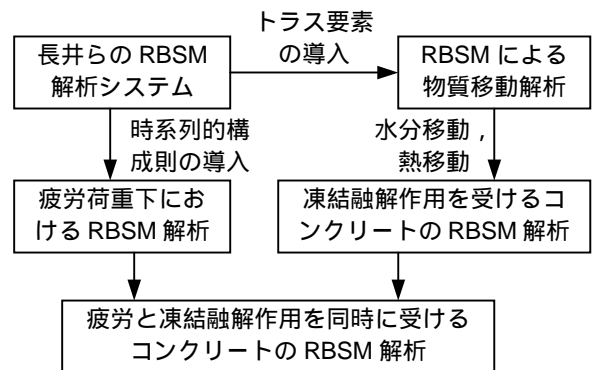 トラス要素
の導入
長井らの RBSM
解析システム
RBSM による
物質移動解析
時系列的構
成則の導入
水分移動，
熱移動
疲労荷重下にお
ける RBSM 解析
凍結融解作用を受けるコ
ンクリートの RBSM 解析
疲労と凍結融解作用を同時に受ける
コンクリートの RBSM 解析